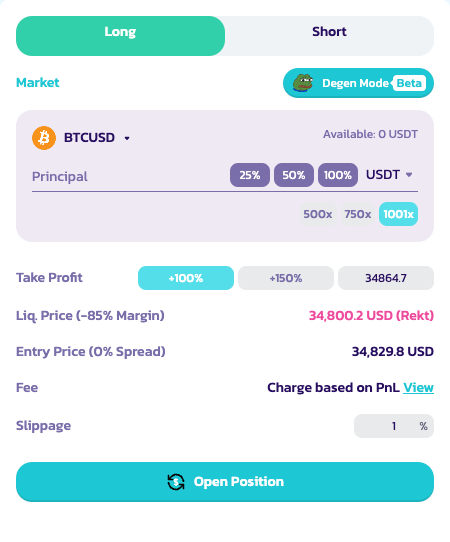 Long Short
Market Degen Mode Beta
BTCUSD Available: 0 USDT
Principal 25% 50% 100% USDT
500x 750x 1001x
Take Profit +100% +150% 34864.7
Liq. Price (-85% Margin) 34,800.2 USD (Rekt)
Entry Price (0% Spread) 34,829.8 USD
Fee Charge based on PnL View
Slippage 1 %
Open Position